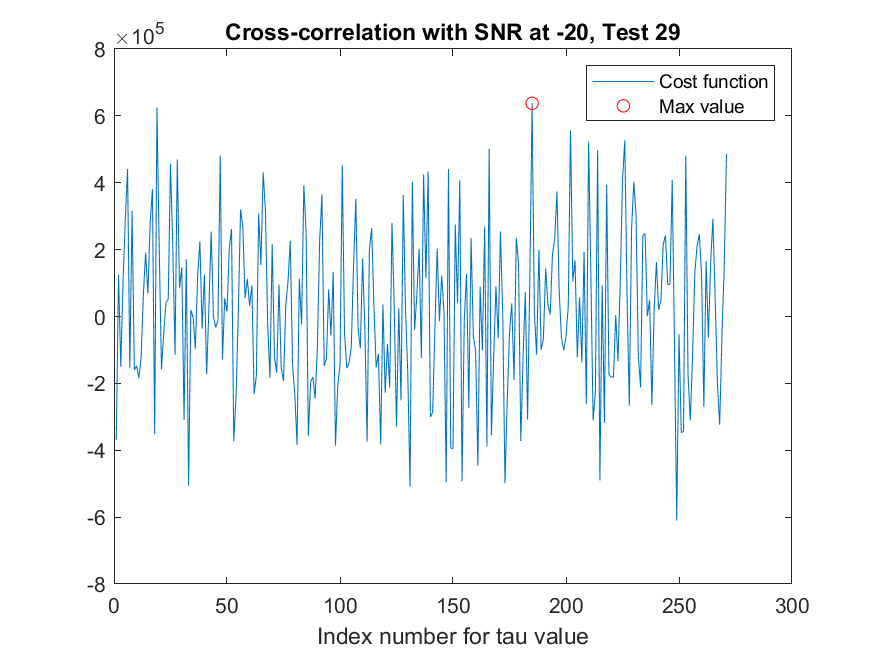 Cross-correlation with SNR at -20, Test 29
×10⁵
8
6
4
2
0
-2
-4
-6
-8
Cost function
Max value
0 50 100 150 200 250 300
Index number for tau value